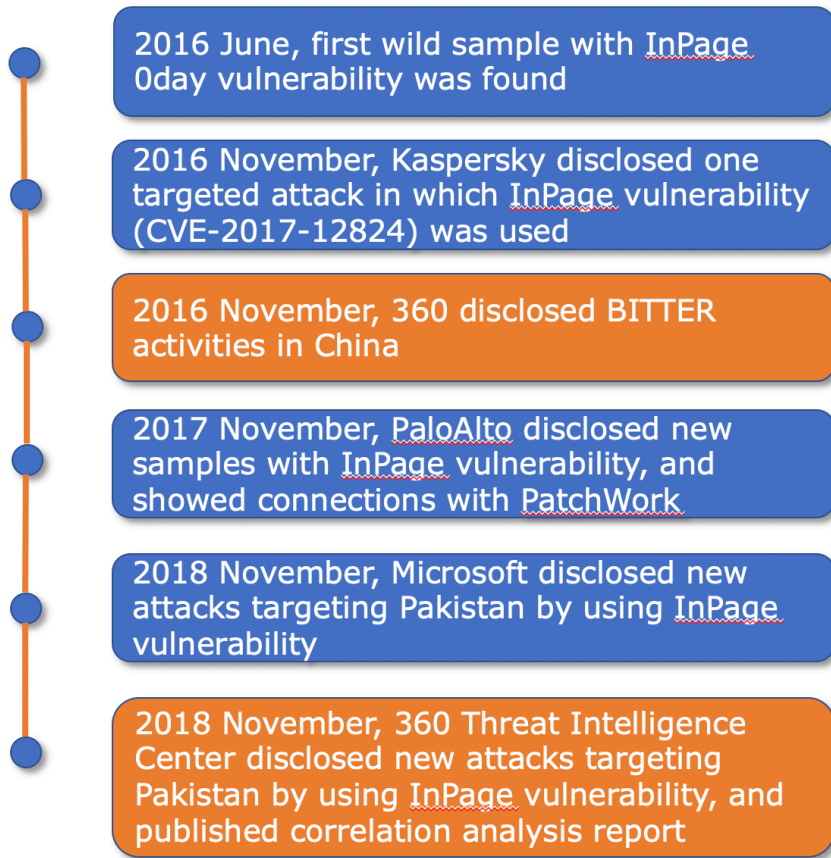 2016 June, first wild sample with InPage
0day vulnerability was found
2016 November, Kaspersky disclosed one
targeted attack in which InPage vulnerability
(CVE-2017-12824) was used
2016 November, 360 disclosed BITTER
activities in China
2017 November, PaloAlto disclosed new
samples with InPage vulnerability, and
showed connections with PatchWork
2018 November, Microsoft disclosed new
attacks targeting Pakistan by using InPage
vulnerability
2018 November, 360 Threat Intelligence
Center disclosed new attacks targeting
Pakistan by using InPage vulnerability, and
published correlation analysis report